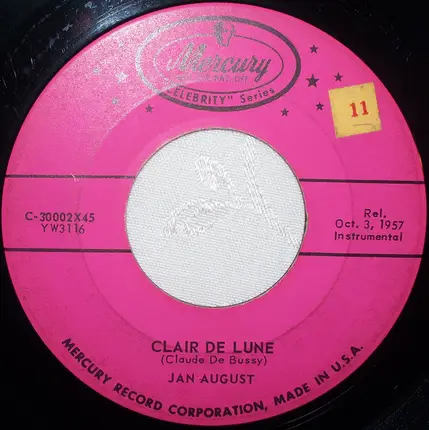 Mercury
"CELEBRITY" Series
11
C-30002X45
YW3116
Rel.
Oct. 3, 1957
Instrumental
CLAIR DE LUNE
(Claude De Bussy)
JAN AUGUST
MERCURY RECORD CORPORATION, MADE IN U.S.A.